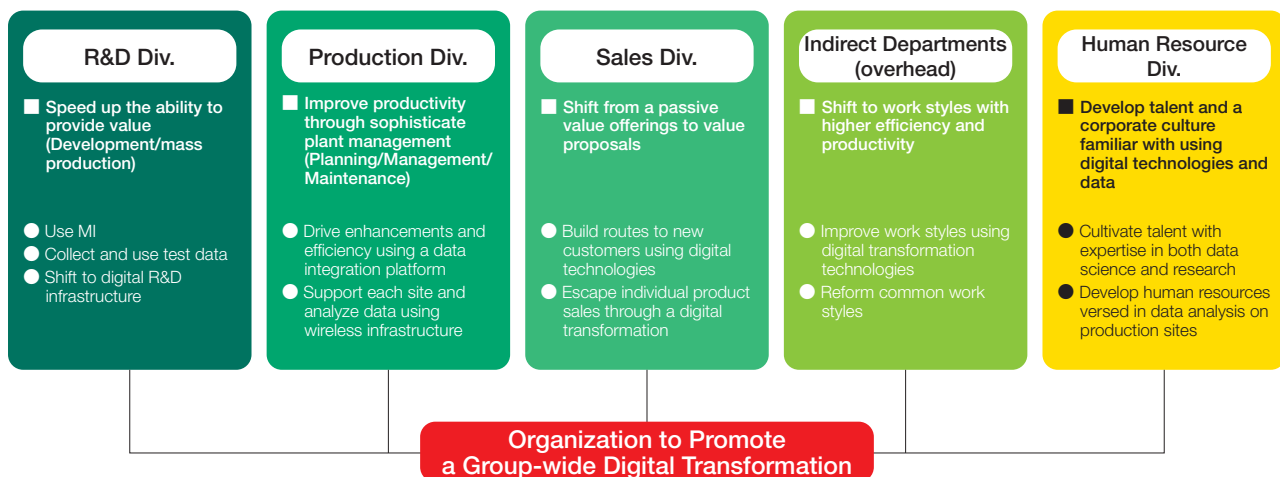 R&D Div.
■ Speed up the ability to
provide value
(Development/mass
production)
● Use MI
● Collect and use test data
● Shift to digital R&D
infrastructure
Production Div.
■ Improve productivity
through sophisticate
plant management
(Planning/Management/
Maintenance)
● Drive enhancements and
efficiency using a data
integration platform
● Support each site and
analyze data using
wireless infrastructure
Sales Div.
■ Shift from a passive
value offerings to value
proposals
● Build routes to new
customers using digital
technologies
● Escape individual product
sales through a digital
transformation
Indirect Departments
(overhead)
■ Shift to work styles with
higher efficiency and
productivity
● Improve work styles using
digital transformation
technologies
● Reform common work
styles
Human Resource
Div.
■ Develop talent and a
corporate culture
familiar with using
digital technologies and
data
● Cultivate talent with
expertise in both data
science and research
● Develop human resources
versed in data analysis on
production sites
Organization to Promote
a Group-wide Digital Transformation